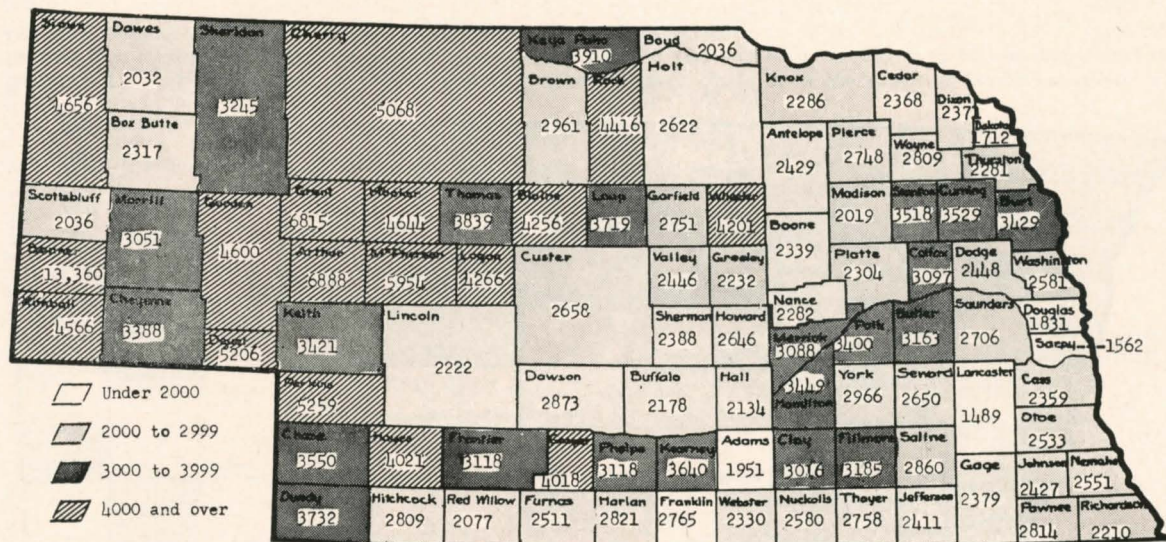 Sioux
4656
Dawes
2032
Box Butte
2317
Sheridan
3245
Cherry
5068
Keya Paha
3910
Boyd
2036
Brown
2961
Rock
4416
Holt
2622
Knox
2286
Cedar
2368
Dixon
2371
Dakota
1712
Antelope
2429
Pierce
2748
Wayne
2809
Thurston
2281
Scottsbluff
2036
Morrill
3051
Garden
4600
Grant
6815
Hooker
4644
Thomas
3839
Blaine
4256
Loup
3719
Garfield
2751
Wheeler
4201
Boone
2339
Madison
2019
Stanton
3518
Cuming
3529
Burt
3429
Banner
13,360
Arthur
6888
McPherson
5954
Logan
4266
Custer
2658
Valley
2446
Greeley
2232
Platte
2304
Colfax
3097
Dodge
2448
Washington
2581
Kimball
4566
Cheyenne
3388
Deuel
5206
Keith
3421
Lincoln
2222
Sherman
2388
Howard
2646
Nance
2282
Merrick
3088
Polk
3400
Butler
3163
Saunders
2706
Douglas
1831
Sarpy---1562
Perkins
5259
Dawson
2873
Buffalo
2178
Hall
2134
3449
Hamilton
York
2966
Seward
2650
Lancaster
1489
Cass
2359
Otoe
2533
Chase
3550
Hayes
4021
Frontier
3118
Gosper
4018
Phelps
3118
Kearney
3640
Adams
1951
Clay
3016
Fillmore
3185
Saline
2860
Gage
2379
Johnson
2427
Nemaha
2551
Dundy
3732
Hitchcock
2809
Red Willow
2077
Furnas
2511
Harlan
2821
Franklin
2765
Webster
2330
Nuckolls
2580
Thayer
2758
Jefferson
2411
Pawnee
2814
Richardson
2210
Under 2000
2000 to 2999
3000 to 3999
4000 and over